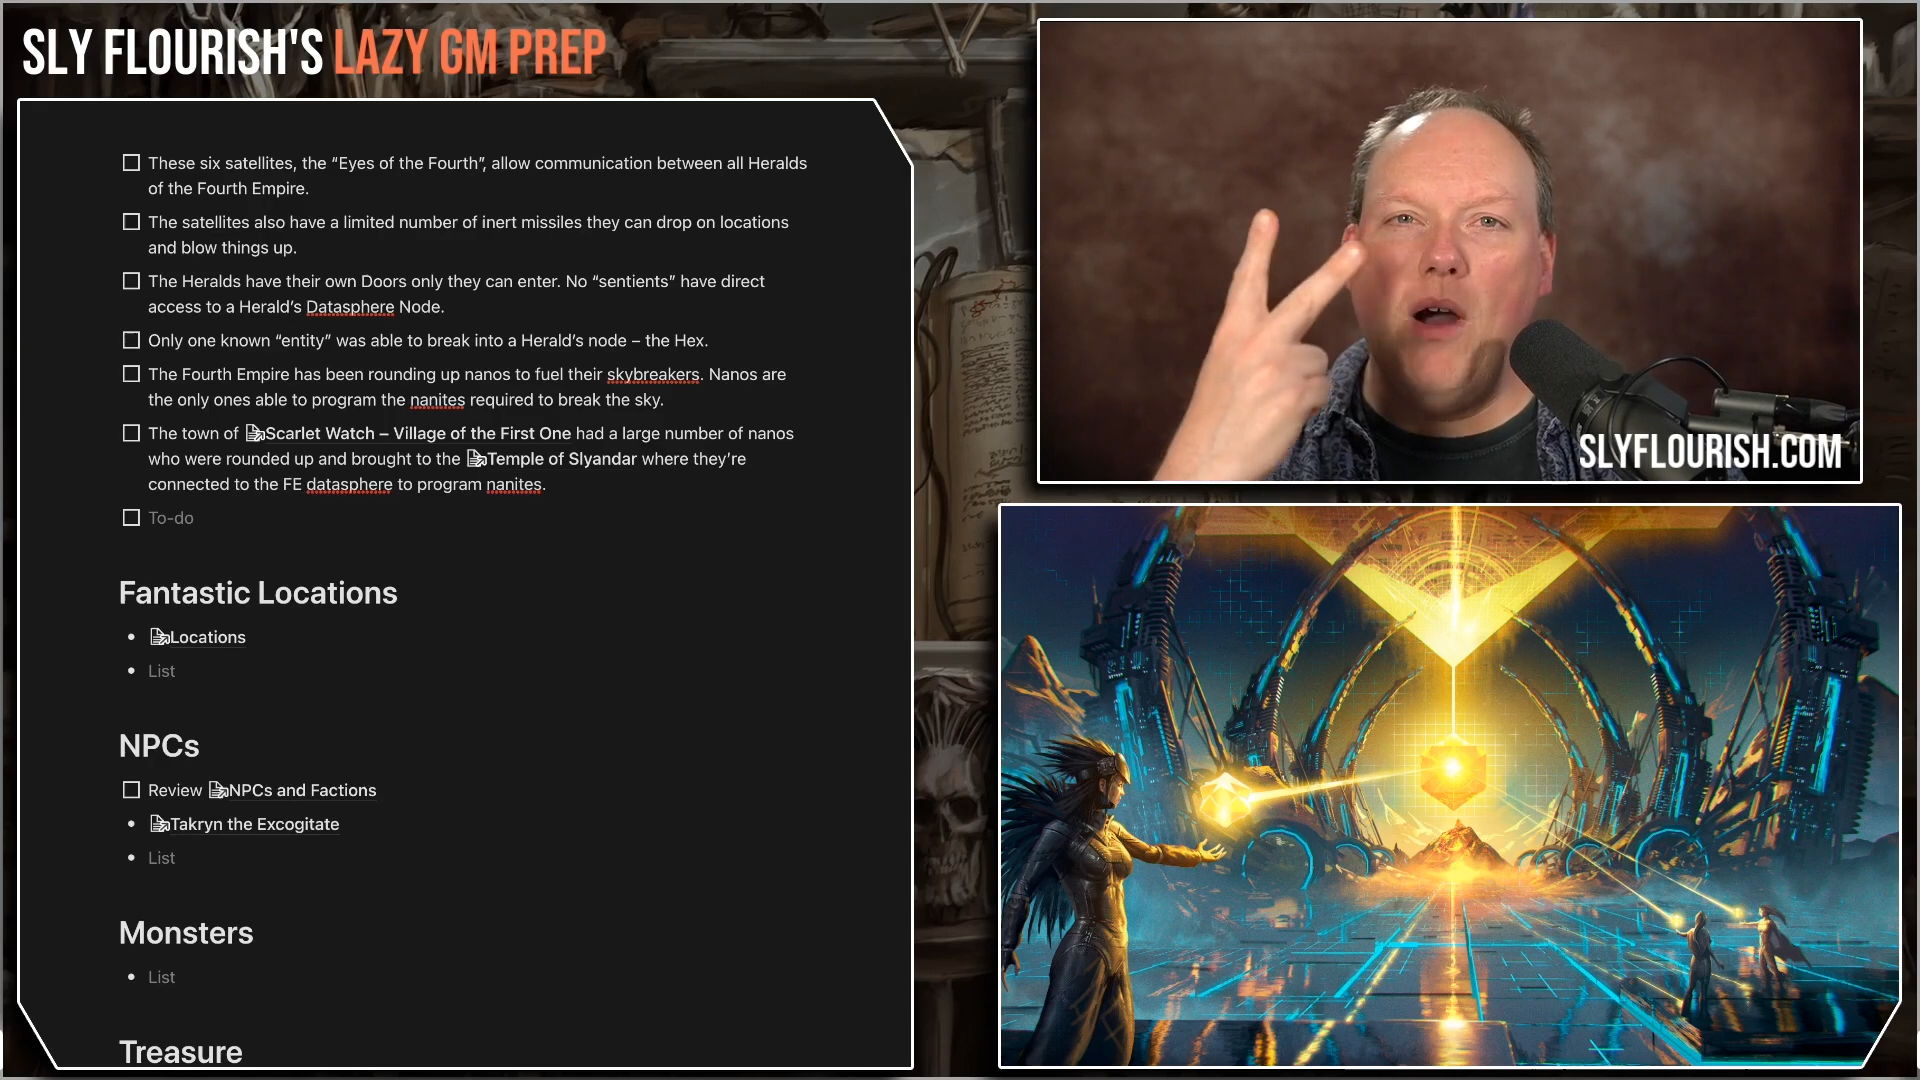 SLY FLOURISH'S LAZY GM PREP
These six satellites, the “Eyes of the Fourth”, allow communication between all Heralds
of the Fourth Empire.
The satellites also have a limited number of inert missiles they can drop on locations
and blow things up.
The Heralds have their own Doors only they can enter. No “sentients” have direct
access to a Herald’s Datasphere Node.
Only one known “entity” was able to break into a Herald’s node – the Hex.
The Fourth Empire has been rounding up nanos to fuel their skybreakers. Nanos are
the only ones able to program the nanites required to break the sky.
The town of Scarlet Watch – Village of the First One had a large number of nanos
who were rounded up and brought to the Temple of Slyandar where they’re
connected to the FE datasphere to program nanites.
To-do
Fantastic Locations
Locations
List
NPCs
Review NPCs and Factions
Takryn the Excogitate
List
Monsters
List
Treasure
SLYFLOURISH.COM